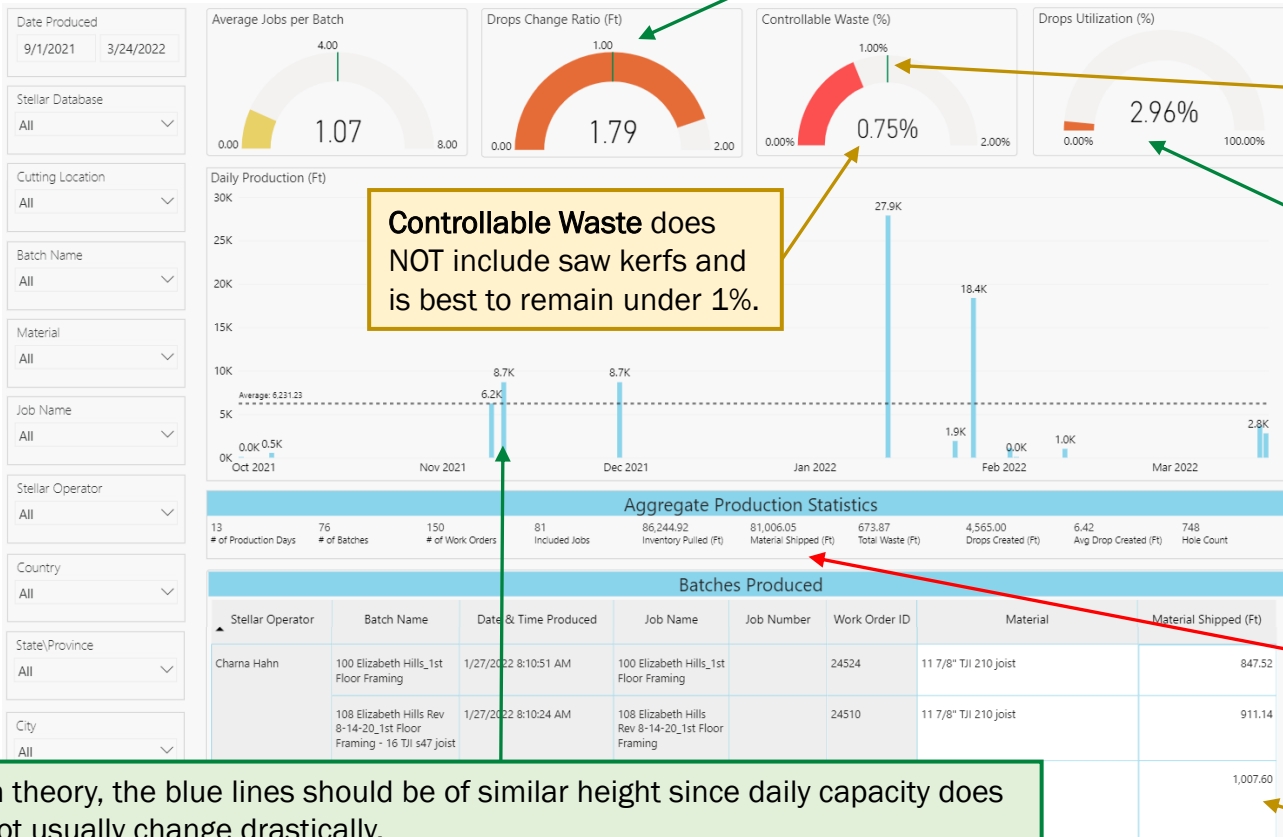 Date Produced
9/1/2021 3/24/2022
Stellar Database
All
Cutting Location
All
Batch Name
All
Material
All
Job Name
All
Stellar Operator
All
Country
All
State\Province
All
City
All
Average Jobs per Batch
4.00
1.07
0.00 8.00
Drops Change Ratio (Ft)
1.00
1.79
0.00 2.00
Controllable Waste (%)
1.00%
0.75%
0.00% 2.00%
Drops Utilization (%)
2.96%
0.00% 100.00%
Daily Production (Ft)
30K
25K
20K
15K
10K
5K
0K
Average: 6,231.23
0.0K 0.5K 6.2K 8.7K 8.7K 27.9K 1.9K 18.4K 0.0K 1.0K 2.8K
Oct 2021 Nov 2021 Dec 2021 Jan 2022 Feb 2022 Mar 2022
Controllable Waste does
NOT include saw kerfs and
is best to remain under 1%.
Aggregate Production Statistics
13 76 150 81 86,244.92 81,006.05 673.87 4,565.00 6.42 748
# of Production Days # of Batches # of Work Orders Included Jobs Inventory Pulled (Ft) Material Shipped (Ft) Total Waste (Ft) Drops Created (Ft) Avg Drop Created (Ft) Hole Count
Batches Produced
Stellar Operator Batch Name Date & Time Produced Job Name Job Number Work Order ID Material Material Shipped (Ft)
Charna Hahn 100 Elizabeth Hills_1st 1/27/2022 8:10:51 AM 100 Elizabeth Hills_1st 24524 11 7/8" TJI 210 joist 847.52
Floor Framing Floor Framing
108 Elizabeth Hills Rev 1/27/2022 8:10:24 AM 108 Elizabeth Hills 24510 11 7/8" TJI 210 joist 911.14
8-14-20_1st Floor Rev 8-14-20_1st Floor
Framing - 16 TJI s47 joist Framing
1,007.60
n theory, the blue lines should be of similar height since daily capacity does
not usually change drastically.